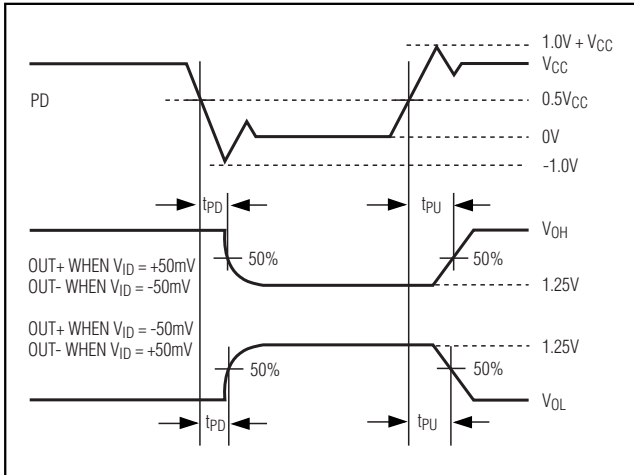 1.0V + VCC
VCC
PD
0.5VCC
0V
-1.0V
tPD
tPU
VOH
50%
50%
OUT+ WHEN VID = +50mV
OUT- WHEN VID = -50mV
1.25V
OUT+ WHEN VID = -50mV
OUT- WHEN VID = +50mV
1.25V
50%
50%
VOL
tPD
tPU